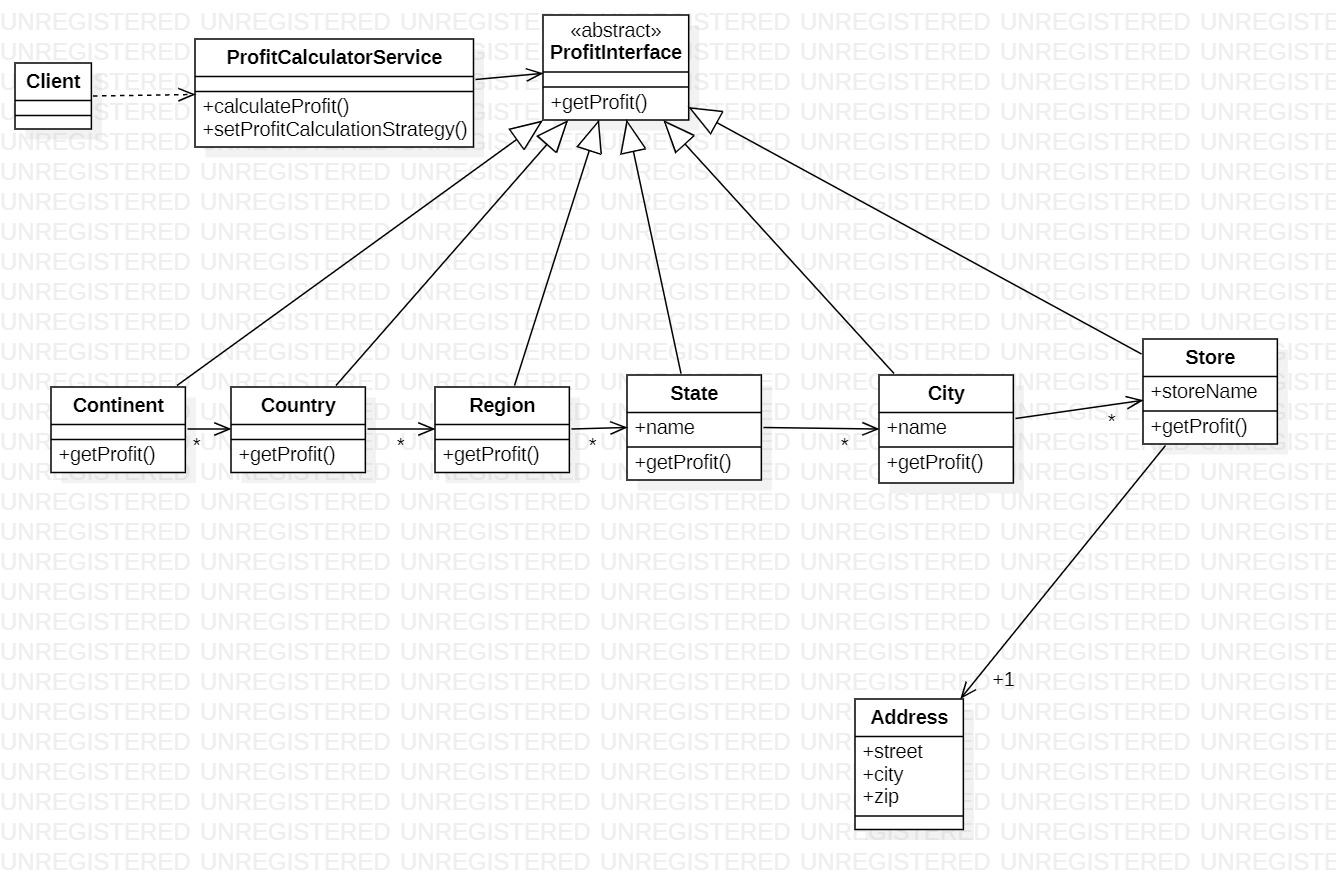 «abstract»
ProfitInterface
+getProfit()
ProfitCalculatorService
+calculateProfit()
+setProfitCalculationStrategy()
Client
Continent
+getProfit()
*
Country
+getProfit()
*
Region
+getProfit()
*
State
+name
+getProfit()
*
City
+name
+getProfit()
*
Store
+storeName
+getProfit()
+1
Address
+street
+city
+zip
UNREGISTERED UNREGISTERED UNREGISTERED UNREGISTERED UNREGISTERED UNREGISTERED UNREGISTERED